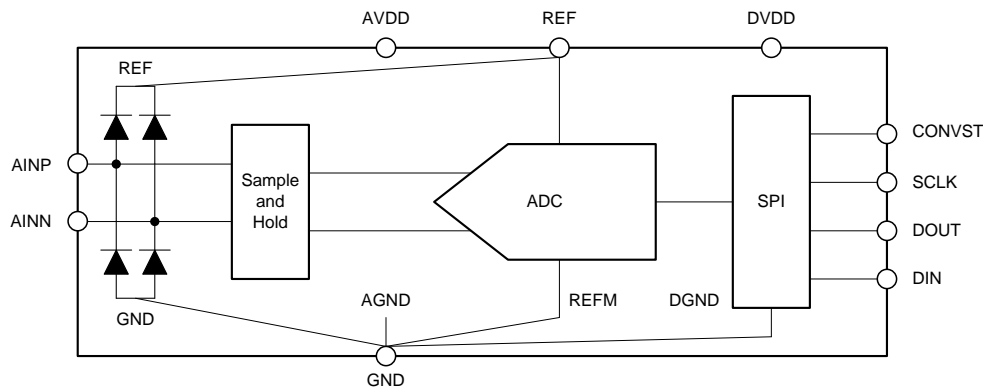 AVDD
REF
DVDD
REF
AINP
AINN
Sample
and
Hold
ADC
SPI
CONVST
SCLK
DOUT
DIN
GND
AGND
REFM
DGND
GND